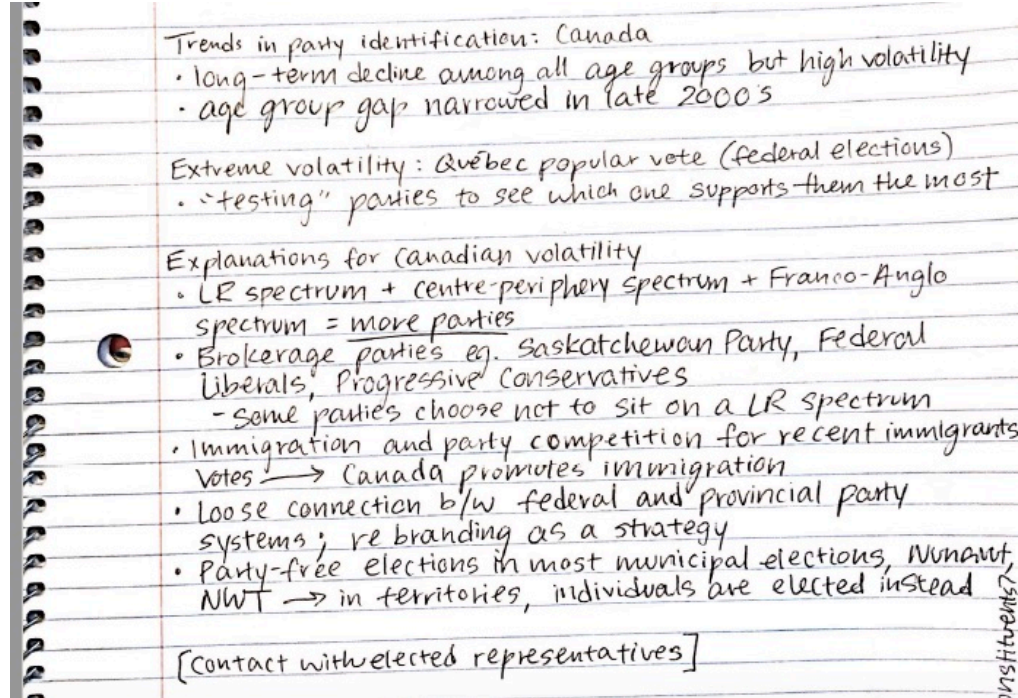 Trends in party identification: Canada
· long-term decline among all age groups but high volatility
· age group gap narrowed in late 2000's
Extreme volatility: Québec popular vote (federal elections)
· "testing" parties to see which one supports them the most
Explanations for Canadian volatility
· LR spectrum + centre-periphery spectrum + Franco-Anglo
spectrum = more parties
· Brokerage parties eg. Saskatchewan Party, Federal
Liberals, Progressive Conservatives
- some parties choose not to sit on a LR spectrum
· Immigration and party competition for recent immigrants
votes → Canada promotes immigration
· Loose connection b/w federal and provincial party
systems; re branding as a strategy
· Party-free elections in most municipal elections, Nunavut,
NWT → in territories, individuals are elected instead
[contact with elected representatives]